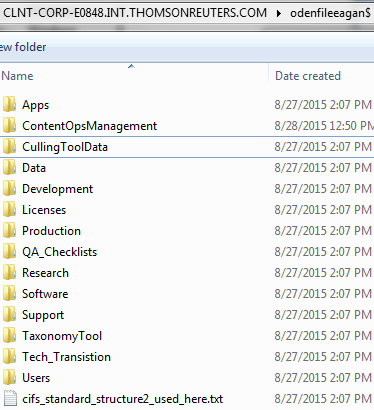 CLNT-CORP-E0848.INT.THOMSONREUTERS.COM ▸ odenfileeagan$
ew folder
Name Date created
Apps 8/27/2015 2:07 PM
ContentOpsManagement 8/28/2015 12:50 PM
CullingToolData 8/27/2015 2:07 PM
Data 8/27/2015 2:07 PM
Development 8/27/2015 2:07 PM
Licenses 8/27/2015 2:07 PM
Production 8/27/2015 2:07 PM
QA_Checklists 8/27/2015 2:07 PM
Research 8/27/2015 2:07 PM
Software 8/27/2015 2:07 PM
Support 8/27/2015 2:07 PM
TaxonomyTool 8/27/2015 2:07 PM
Tech_Transistion 8/27/2015 2:07 PM
Users 8/27/2015 2:07 PM
cifs_standard_structure2_used_here.txt 8/27/2015 2:07 PM